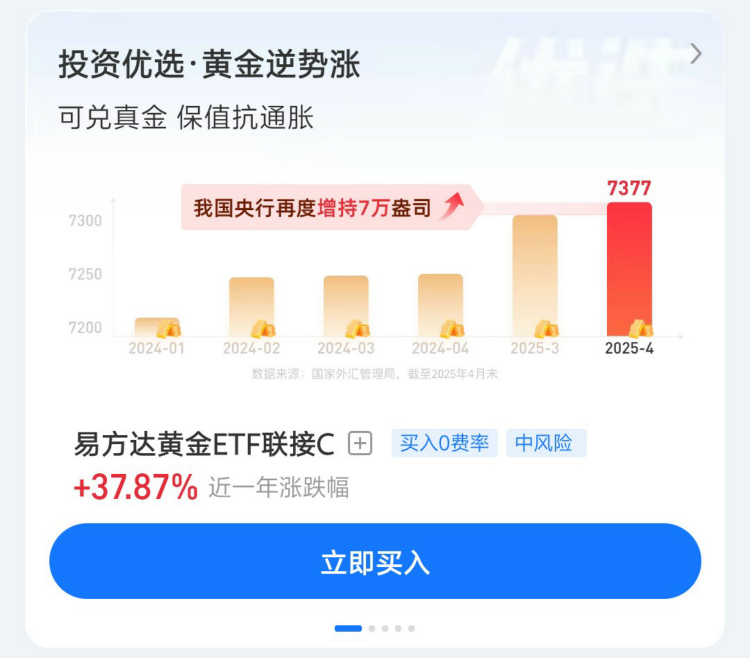 投资优选·黄金逆势涨
可兑真金 保值抗通胀
7377
我国央行再度增持7万盎司
7300
7250
7200
2024-01 2024-02 2024-03 2024-04 2025-3 2025-4
数据来源：国家外汇管理局，截至2025年4月末
易方达黄金ETF联接C 买入0费率 中风险
+37.87% 近一年涨跌幅
立即买入